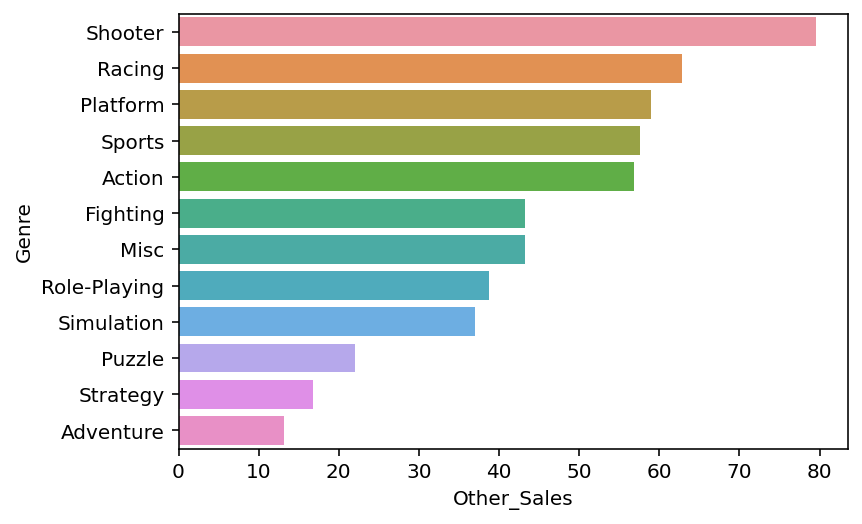 Shooter
Racing
Platform
Sports
Action
Fighting
Misc
Role-Playing
Simulation
Puzzle
Strategy
Adventure
Genre
0 10 20 30 40 50 60 70 80
Other_Sales